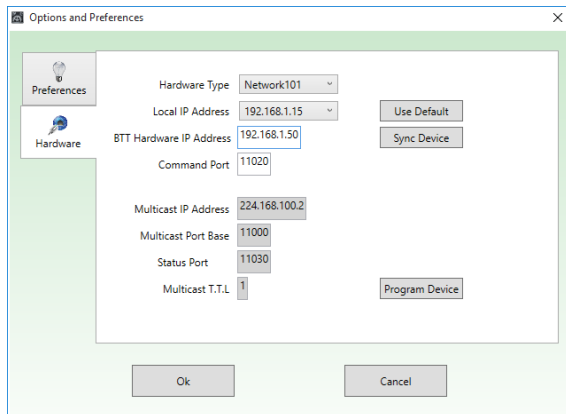 Options and Preferences
Preferences
Hardware
Hardware Type Network101
Local IP Address 192.168.1.15 Use Default
BTT Hardware IP Address 192.168.1.50 Sync Device
Command Port 11020
Multicast IP Address 224.168.100.2
Multicast Port Base 11000
Status Port 11030
Multicast T.T.L 1 Program Device
Ok Cancel